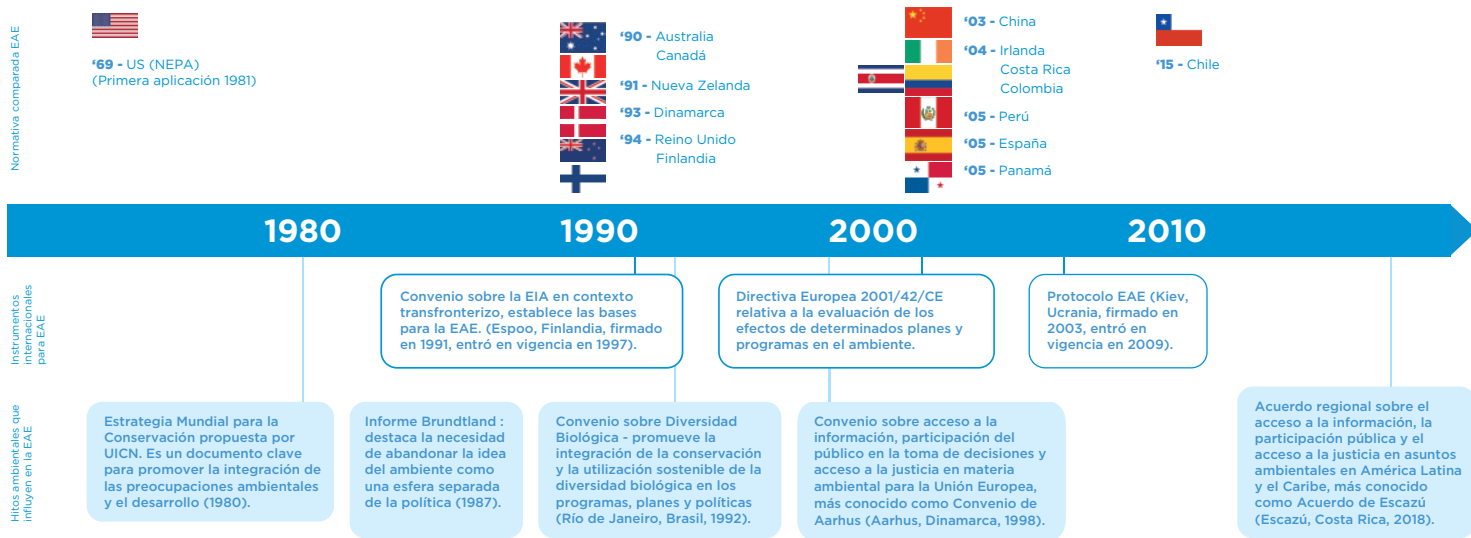 Normativa comparada EAE
‘69 - US (NEPA)
(Primera aplicación 1981)
‘90 - Australia
Canadá
‘91 - Nueva Zelanda
‘93 - Dinamarca
‘94 - Reino Unido
Finlandia
‘03 - China
‘04 - Irlanda
Costa Rica
Colombia
‘05 - Perú
‘05 - España
‘05 - Panamá
‘15 - Chile
1980
1990
2000
2010
Instrumentos
internacionales
para EAE
Convenio sobre la EIA en contexto
transfronterizo, establece las bases
para la EAE. (Espoo, Finlandia, firmado
en 1991, entró en vigencia en 1997).
Directiva Europea 2001/42/CE
relativa a la evaluación de los
efectos de determinados planes y
programas en el ambiente.
Protocolo EAE (Kiev,
Ucrania, firmado en
2003, entró en
vigencia en 2009).
Hitos ambientales que
influyen en la EAE
Estrategia Mundial para la
Conservación propuesta por
UICN. Es un documento clave
para promover la integración de
las preocupaciones ambientales
y el desarrollo (1980).
Informe Brundtland :
destaca la necesidad
de abandonar la idea
del ambiente como
una esfera separada
de la política (1987).
Convenio sobre Diversidad
Biológica - promueve la
integración de la conservación
y la utilización sostenible de la
diversidad biológica en los
programas, planes y políticas
(Río de Janeiro, Brasil, 1992).
Convenio sobre acceso a la
información, participación del
público en la toma de decisiones y
acceso a la justicia en materia
ambiental para la Unión Europea,
más conocido como Convenio de
Aarhus (Aarhus, Dinamarca, 1998).
Acuerdo regional sobre el
acceso a la información, la
participación pública y el
acceso a la justicia en asuntos
ambientales en América Latina
y el Caribe, más conocido
como Acuerdo de Escazú
(Escazú, Costa Rica, 2018).